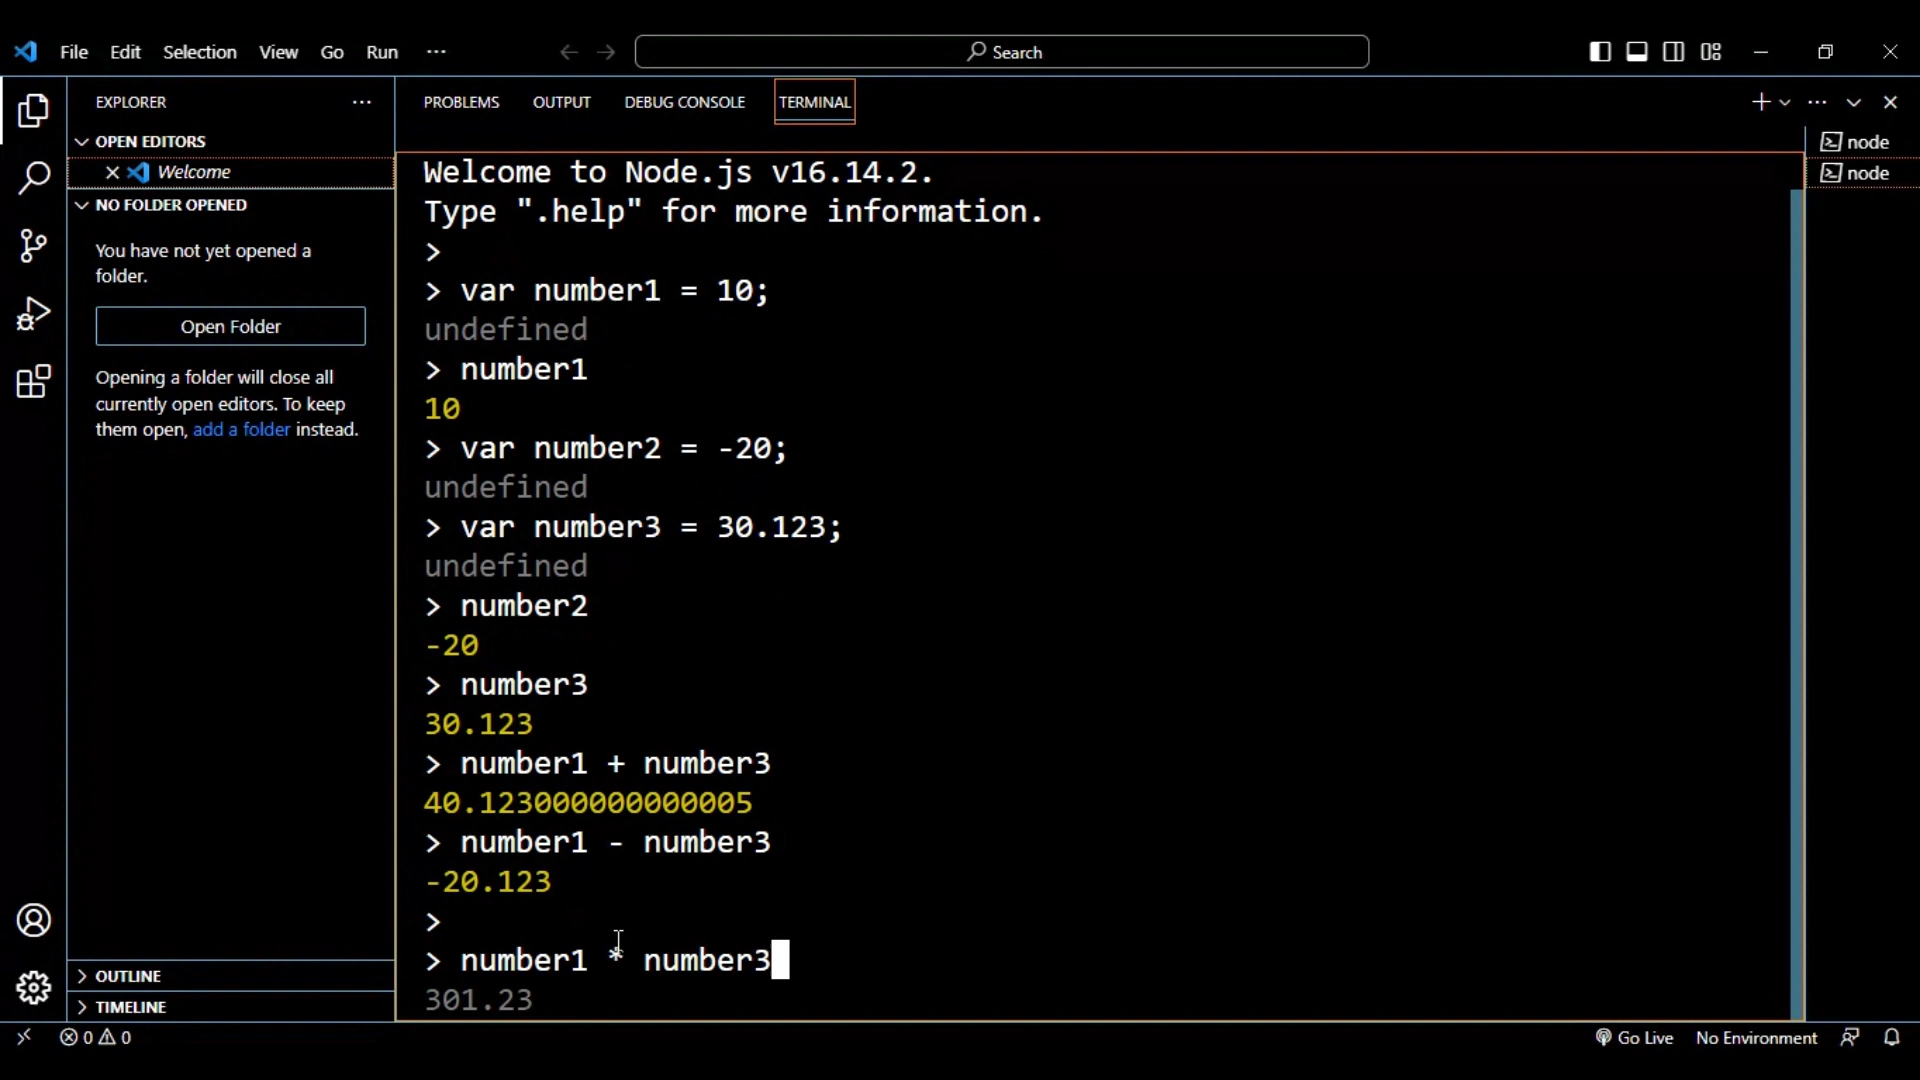 File Edit Selection View Go Run ···
Search
EXPLORER ···
OPEN EDITORS
Welcome
NO FOLDER OPENED
You have not yet opened a
folder.
Open Folder
Opening a folder will close all
currently open editors. To keep
them open, add a folder instead.
OUTLINE
TIMELINE
PROBLEMS OUTPUT DEBUG CONSOLE TERMINAL
Welcome to Node.js v16.14.2.
Type ".help" for more information.
>
> var number1 = 10;
undefined
> number1
10
> var number2 = -20;
undefined
> var number3 = 30.123;
undefined
> number2
-20
> number3
30.123
> number1 + number3
40.123000000000005
> number1 - number3
-20.123
>
> number1 * number3
301.23
node
node
0 0
Go Live No Environment